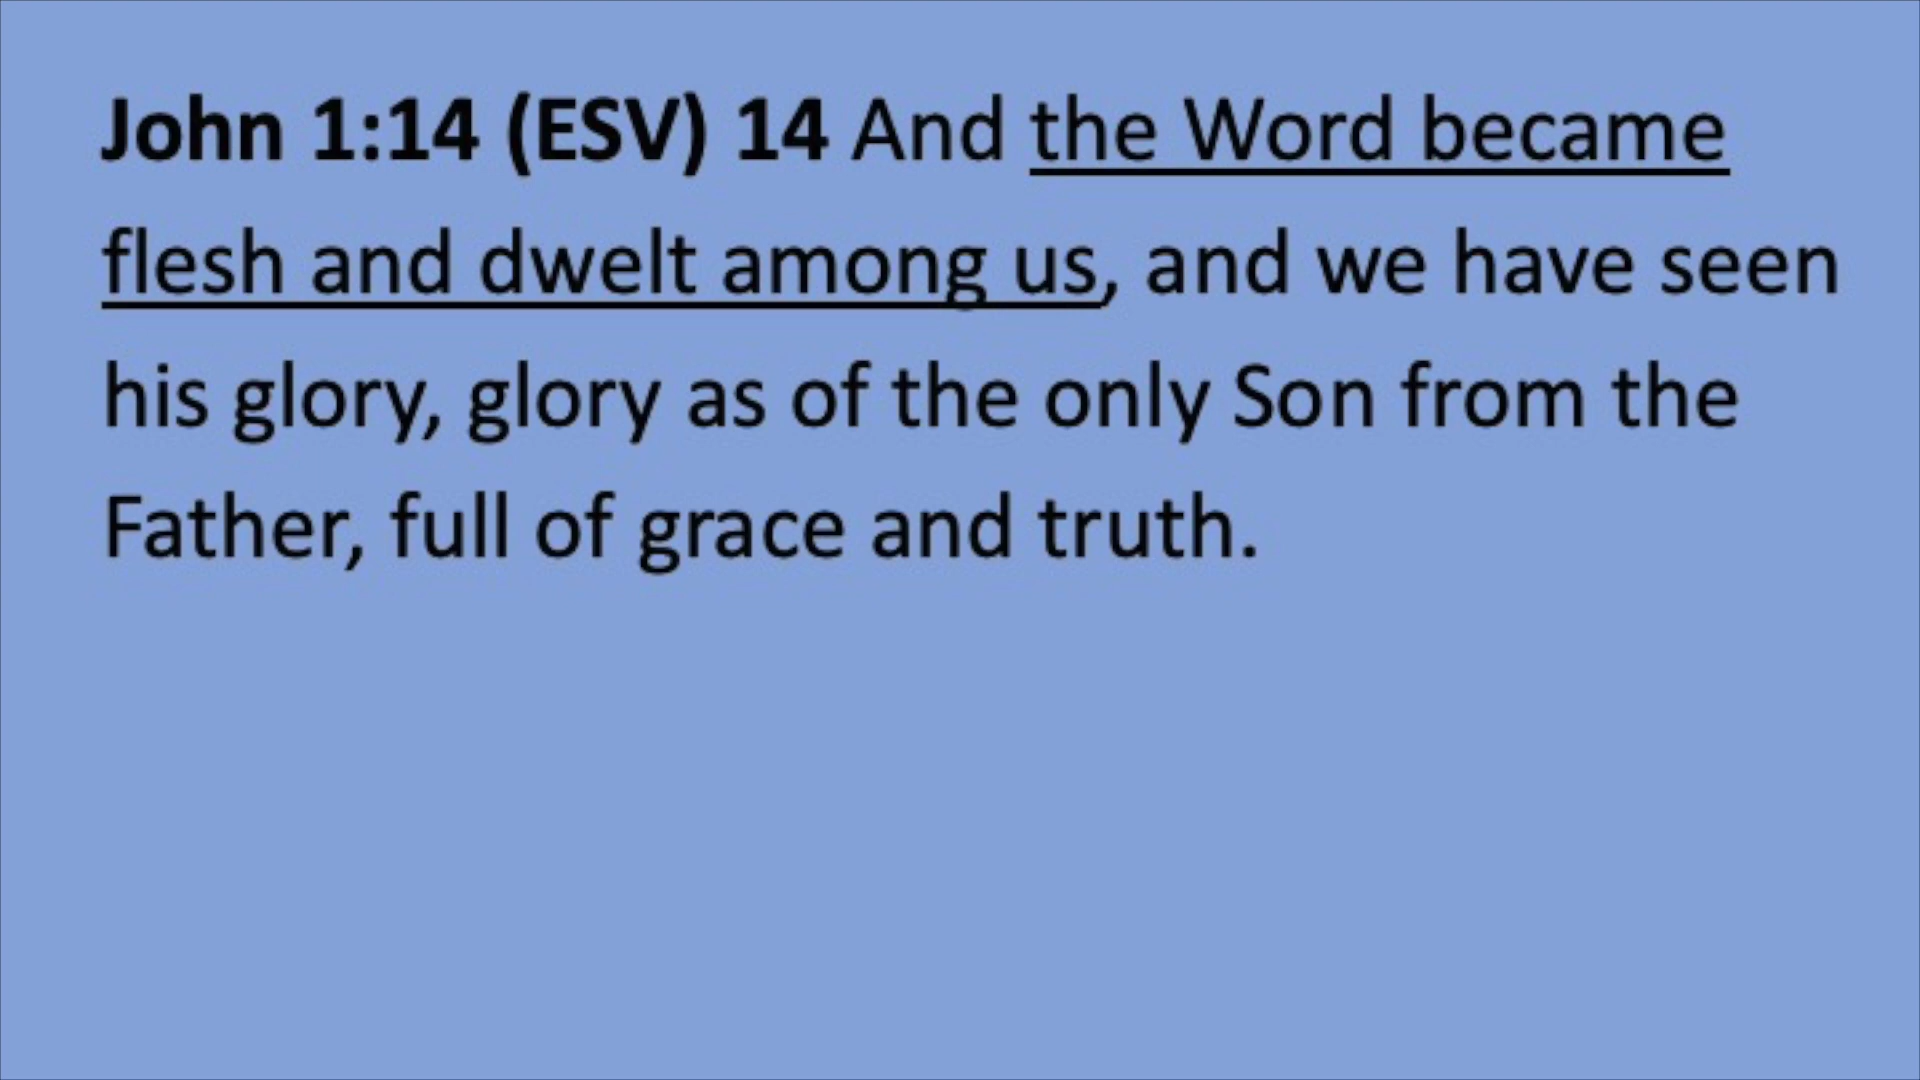 John 1:14 (ESV) 14 And the Word became
flesh and dwelt among us, and we have seen
his glory, glory as of the only Son from the
Father, full of grace and truth.